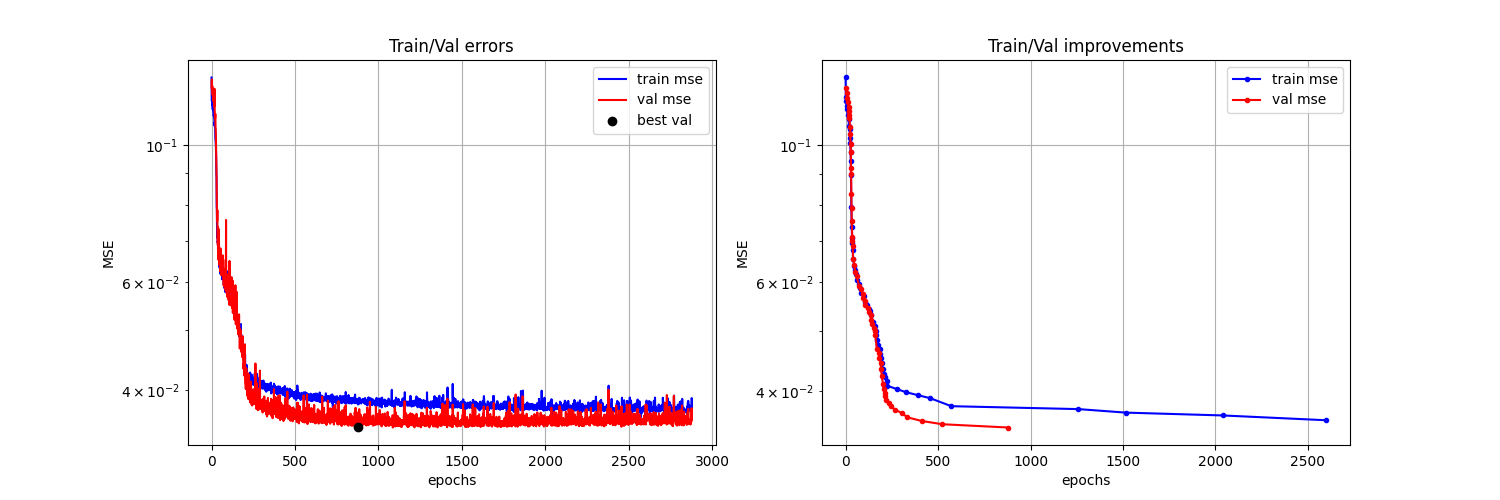 Train/Val errors
train mse
val mse
best val
10⁻¹
6 × 10⁻²
4 × 10⁻²
MSE
0 500 1000 1500 2000 2500 3000
epochs
Train/Val improvements
train mse
val mse
10⁻¹
6 × 10⁻²
4 × 10⁻²
MSE
0 500 1000 1500 2000 2500
epochs